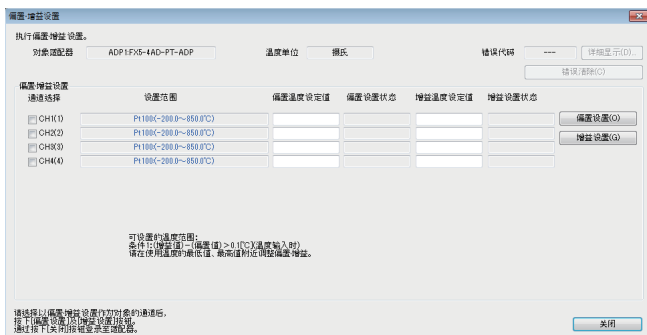 偏置·增益设置
执行偏置·增益设置。
对象适配器 ADP1:FX5-4AD-PT-ADP 温度单位 摄氏 错误代码 --- 详细显示(D)...
错误清除(C)
偏置·增益设置
通道选择 设置范围 偏置温度设定值 偏置设置状态 增益温度设定值 增益设置状态
CH1(1) Pt100(-200.0～850.0℃) 偏置设置(O)
CH2(2) Pt100(-200.0～850.0℃) 增益设置(G)
CH3(3) Pt100(-200.0～850.0℃)
CH4(4) Pt100(-200.0～850.0℃)
可设置的温度范围:
条件1:(增益值)-(偏置值)>0.1[℃](温度输入时)
请在使用温度的最低值、最高值附近调整偏置·增益。
请选择以偏置·增益设置作为对象的通道后,
按下[偏置设置]及[增益设置]按钮。
通过按下[关闭]按钮登录至适配器。
关闭